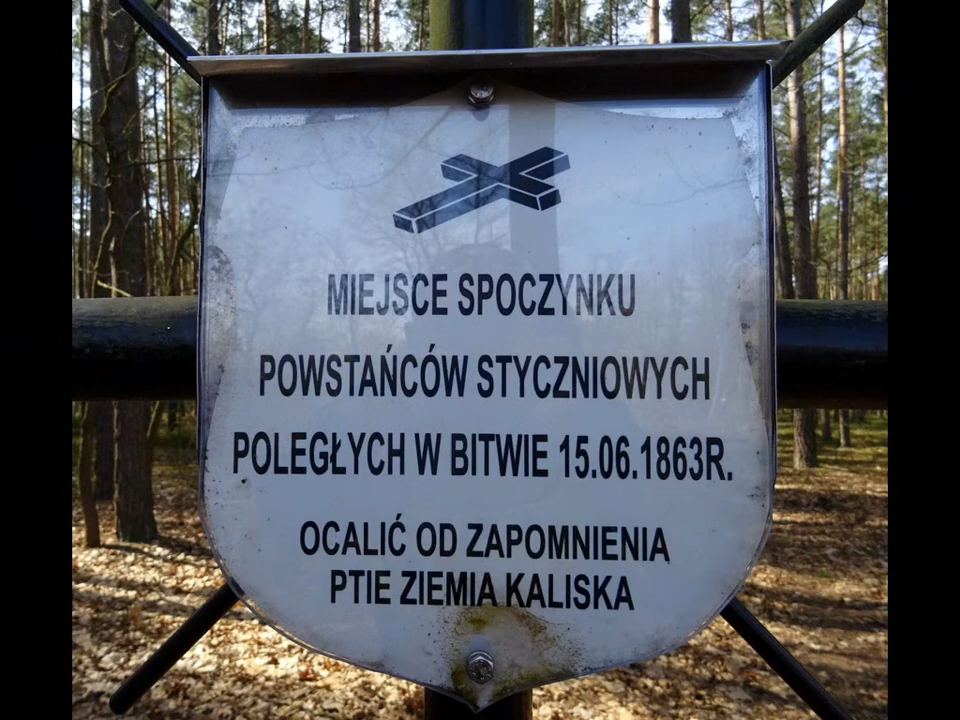 MIEJSCE SPOCZYNKU
POWSTAŃCÓW STYCZNIOWYCH
POLEGŁYCH W BITWIE 15.06.1863R.
OCALIĆ OD ZAPOMNIENIA
PTIE ZIEMIA KALISKA